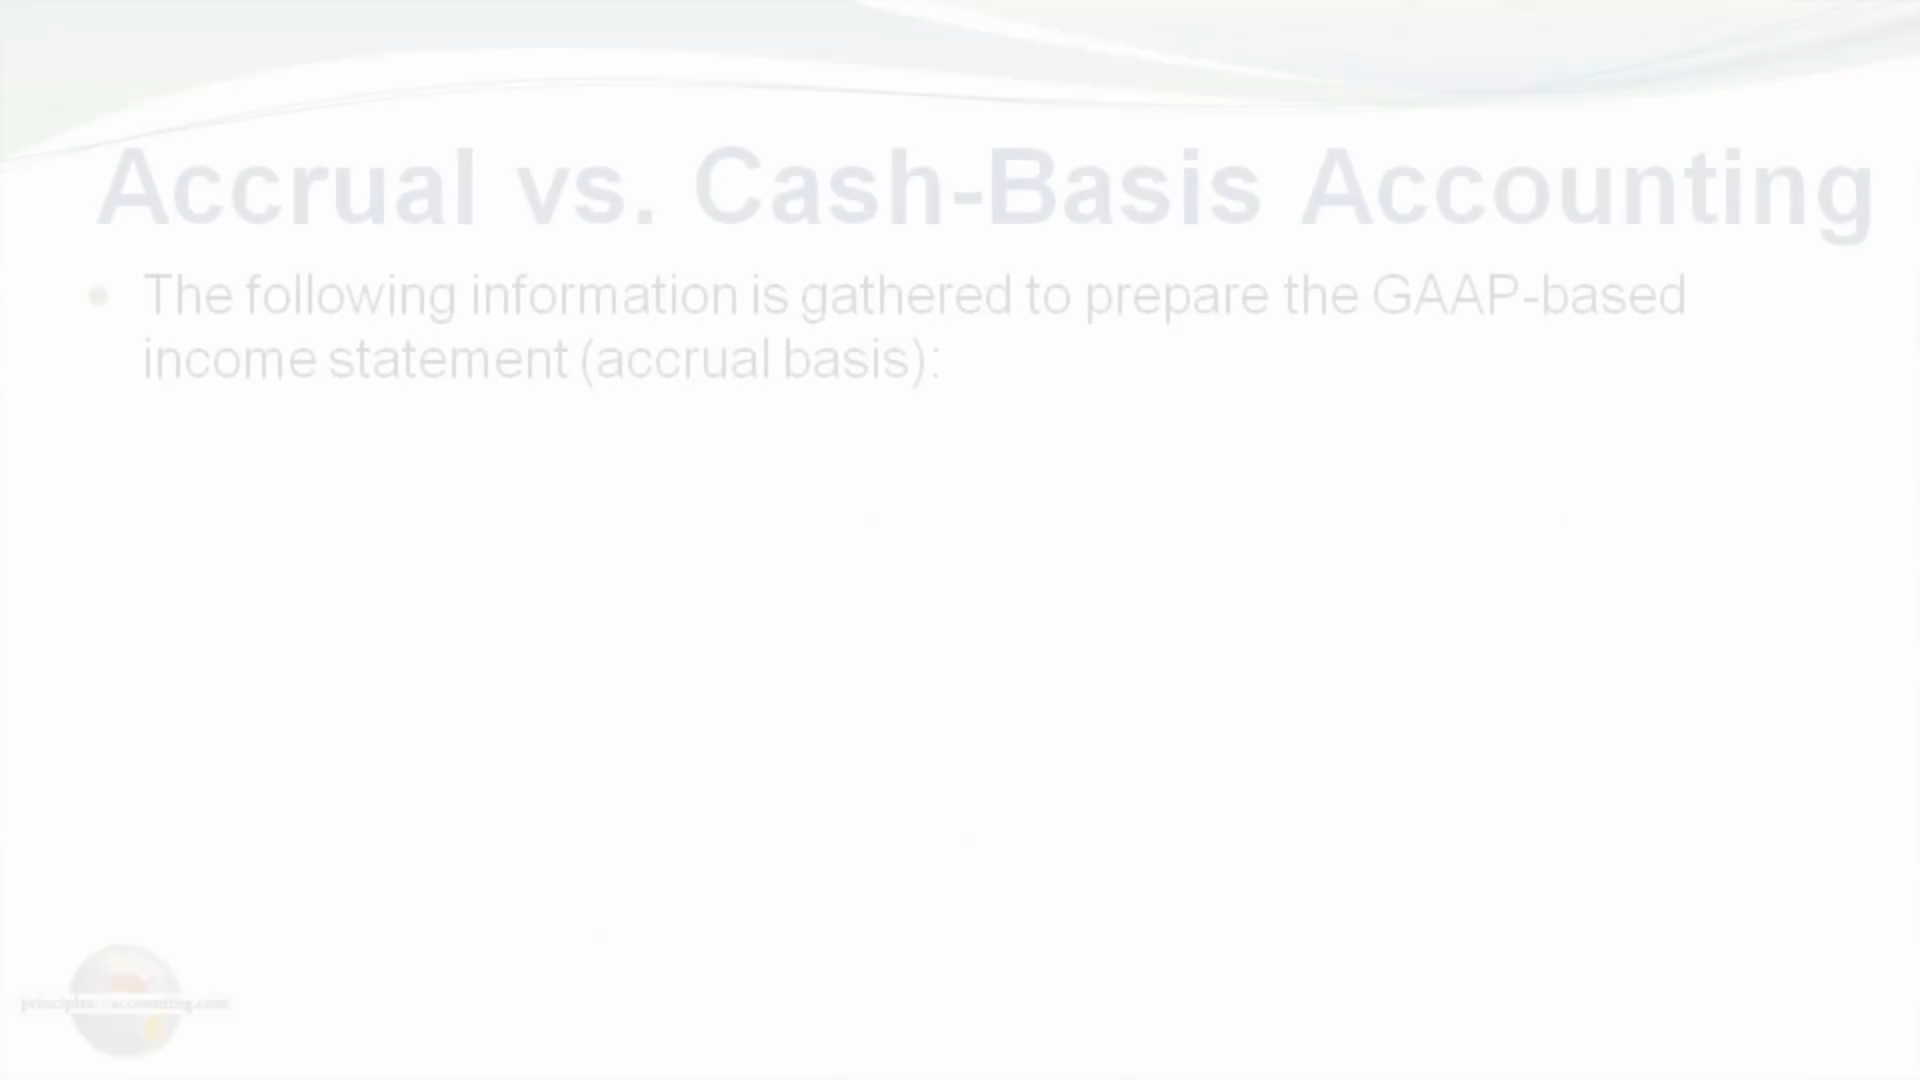 Accrual vs. Cash-Basis Accounting
• The following information is gathered to prepare the GAAP-based
income statement (accrual basis):